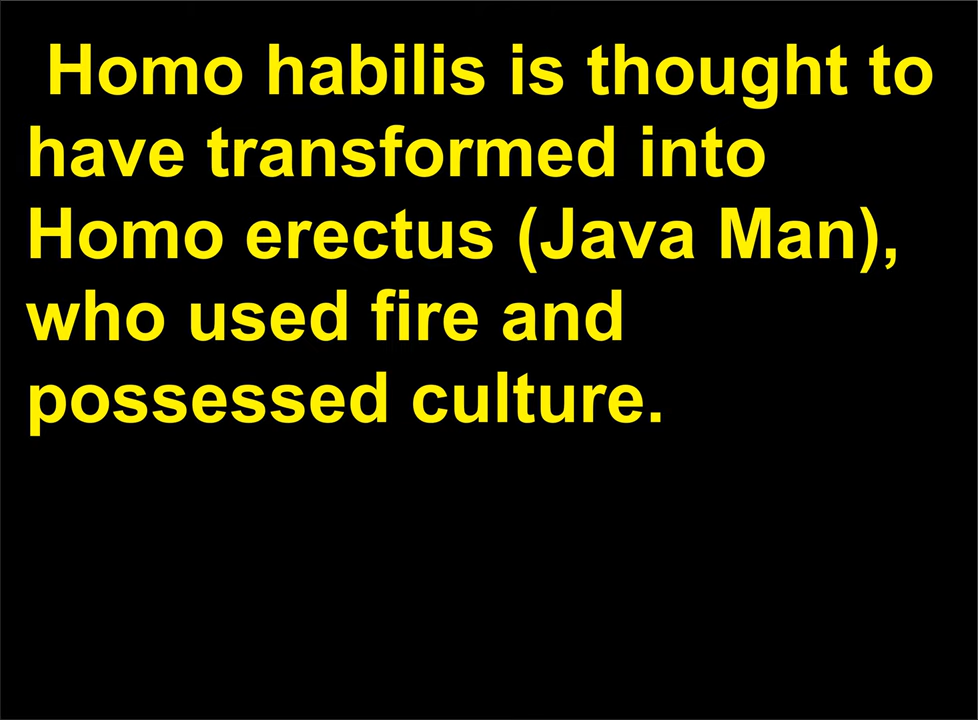 Homo habilis is thought to
have transformed into
Homo erectus (Java Man),
who used fire and
possessed culture.